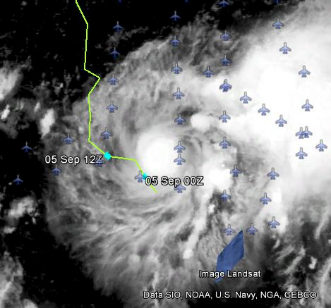 05 Sep 12Z
05 Sep 00Z
Image Landsat
Data SIO, NOAA, U.S. Navy, NGA, GEBCO